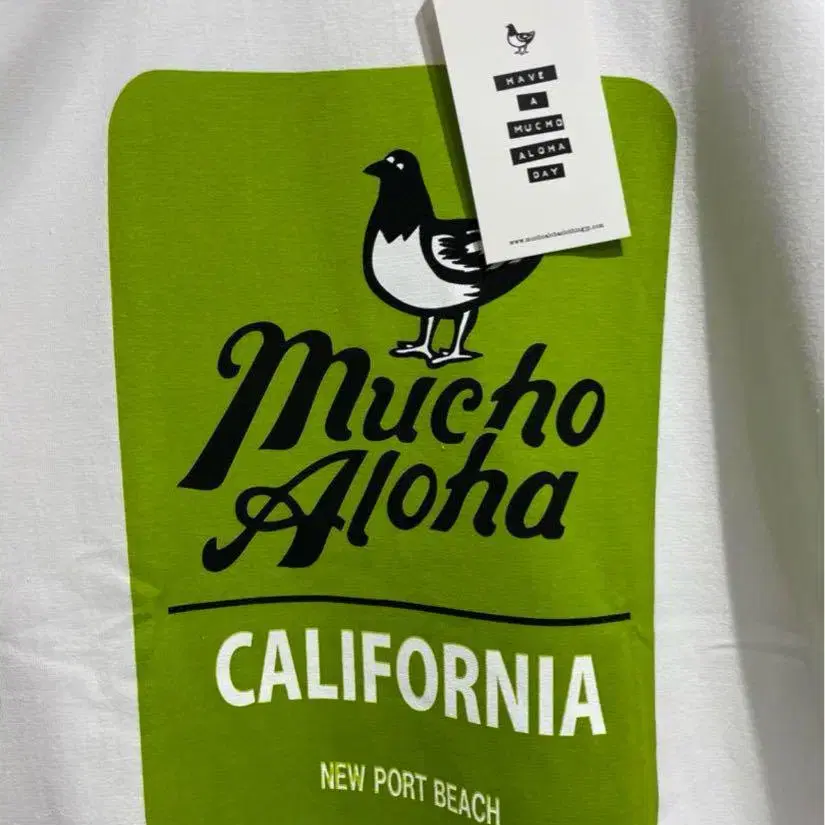 HAVE
A
MUCHO
ALOHA
DAY
Mucho
Aloha
CALIFORNIA
NEW PORT BEACH